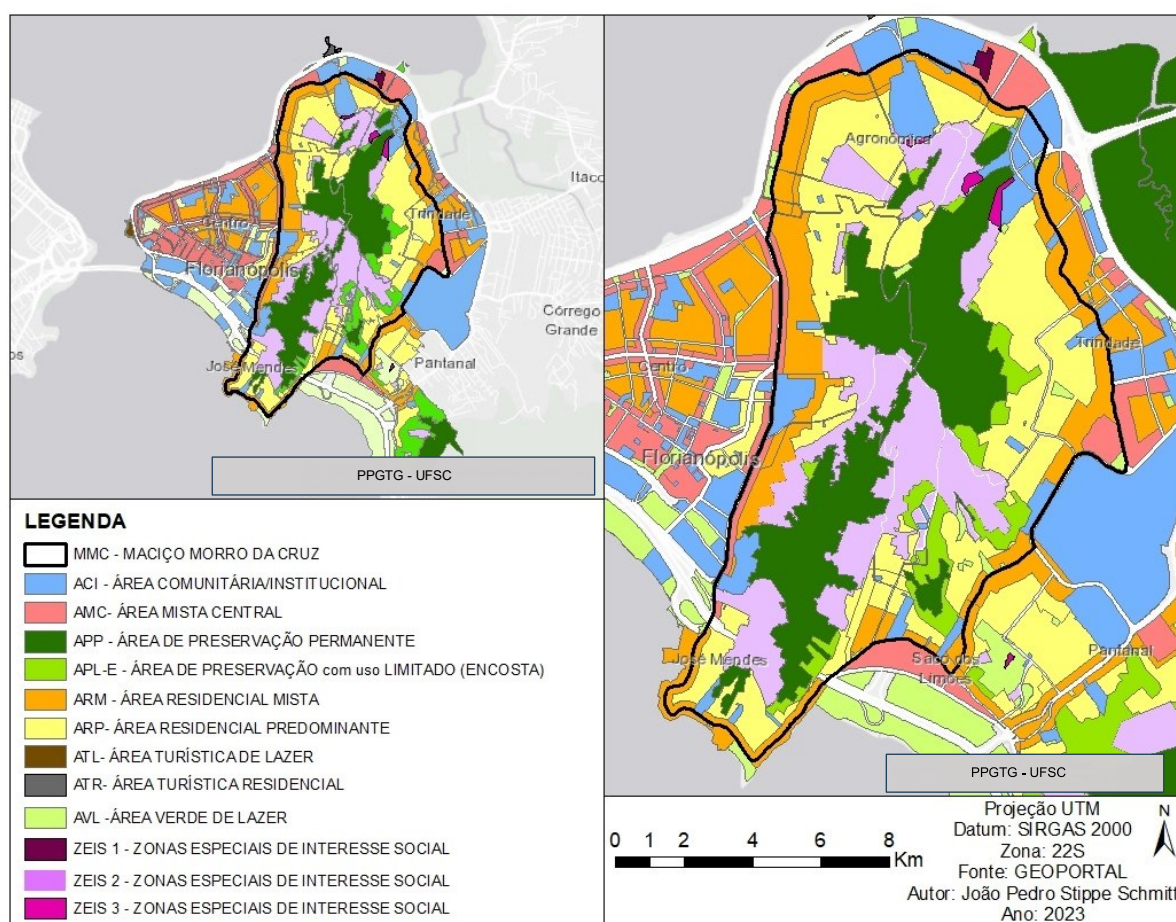 Itaco
Trindade
Centro
Florianópolis
Córrego
Grande
os
José Mendes
Pantanal
PPGTG - UFSC
Agronômica
Trindade
Centro
Florianópolis
José Mendes
Saco dos
Limões
Pantanal
PPGTG - UFSC
LEGENDA
MMC - MACIÇO MORRO DA CRUZ
ACI - ÁREA COMUNITÁRIA/INSTITUCIONAL
AMC- ÁREA MISTA CENTRAL
APP - ÁREA DE PRESERVAÇÃO PERMANENTE
APL-E - ÁREA DE PRESERVAÇÃO com uso LIMITADO (ENCOSTA)
ARM - ÁREA RESIDENCIAL MISTA
ARP- ÁREA RESIDENCIAL PREDOMINANTE
ATL- ÁREA TURÍSTICA DE LAZER
ATR- ÁREA TURÍSTICA RESIDENCIAL
AVL -ÁREA VERDE DE LAZER
ZEIS 1 - ZONAS ESPECIAIS DE INTERESSE SOCIAL
ZEIS 2 - ZONAS ESPECIAIS DE INTERESSE SOCIAL
ZEIS 3 - ZONAS ESPECIAIS DE INTERESSE SOCIAL
0 1 2 4 6 8
Km
Projeção UTM
Datum: SIRGAS 2000
Zona: 22S
Fonte: GEOPORTAL
Autor: João Pedro Stippe Schmitt
Ano: 2023
N